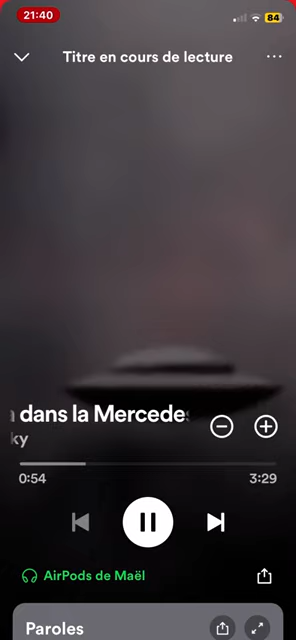 21:40
84
Titre en cours de lecture
dans la Mercedes
ky
0:54
3:29
AirPods de Maël
Paroles